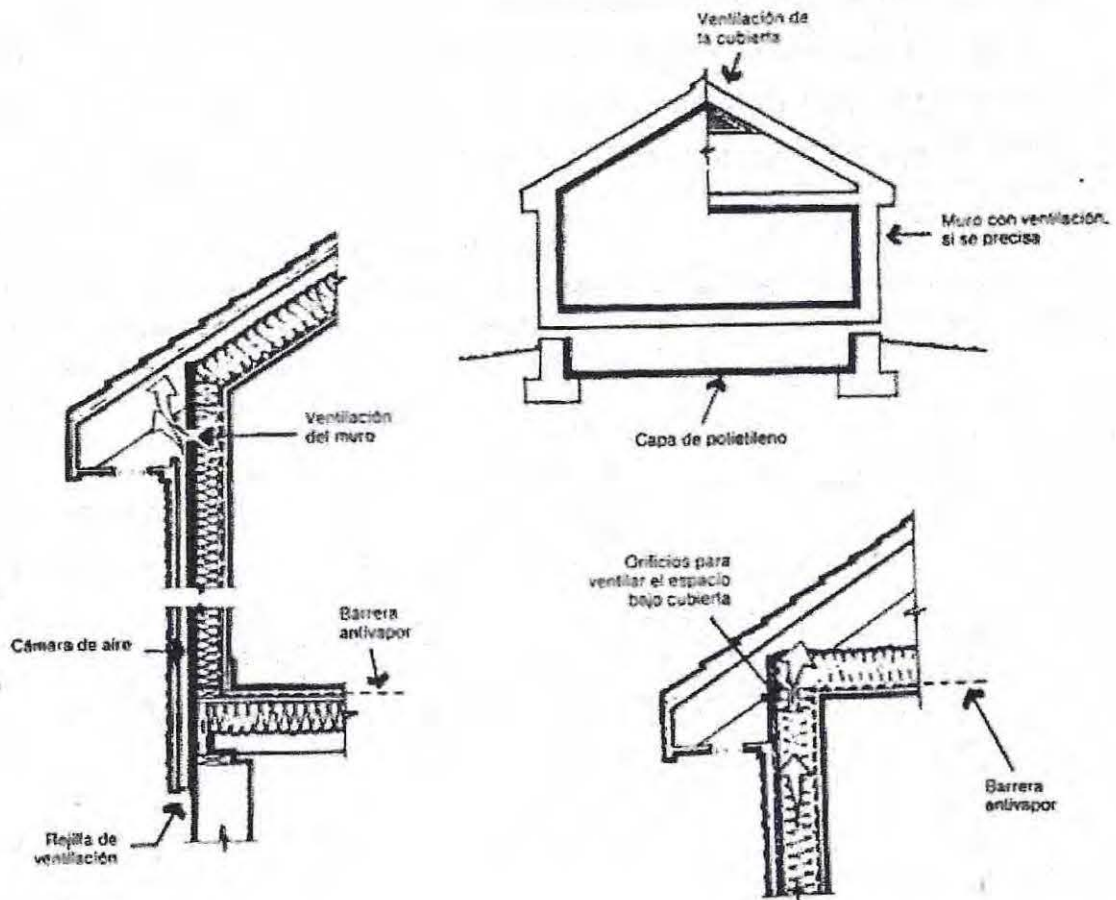 Ventilación de
la cubierta
Muro con ventilación,
si se precisa
Capa de polietileno
Ventilación
del muro
Orificios para
ventilar el espacio
bajo cubierta
Barrera
antivapor
Cámara de aire
Barrera
antivapor
Rejilla de
ventilación